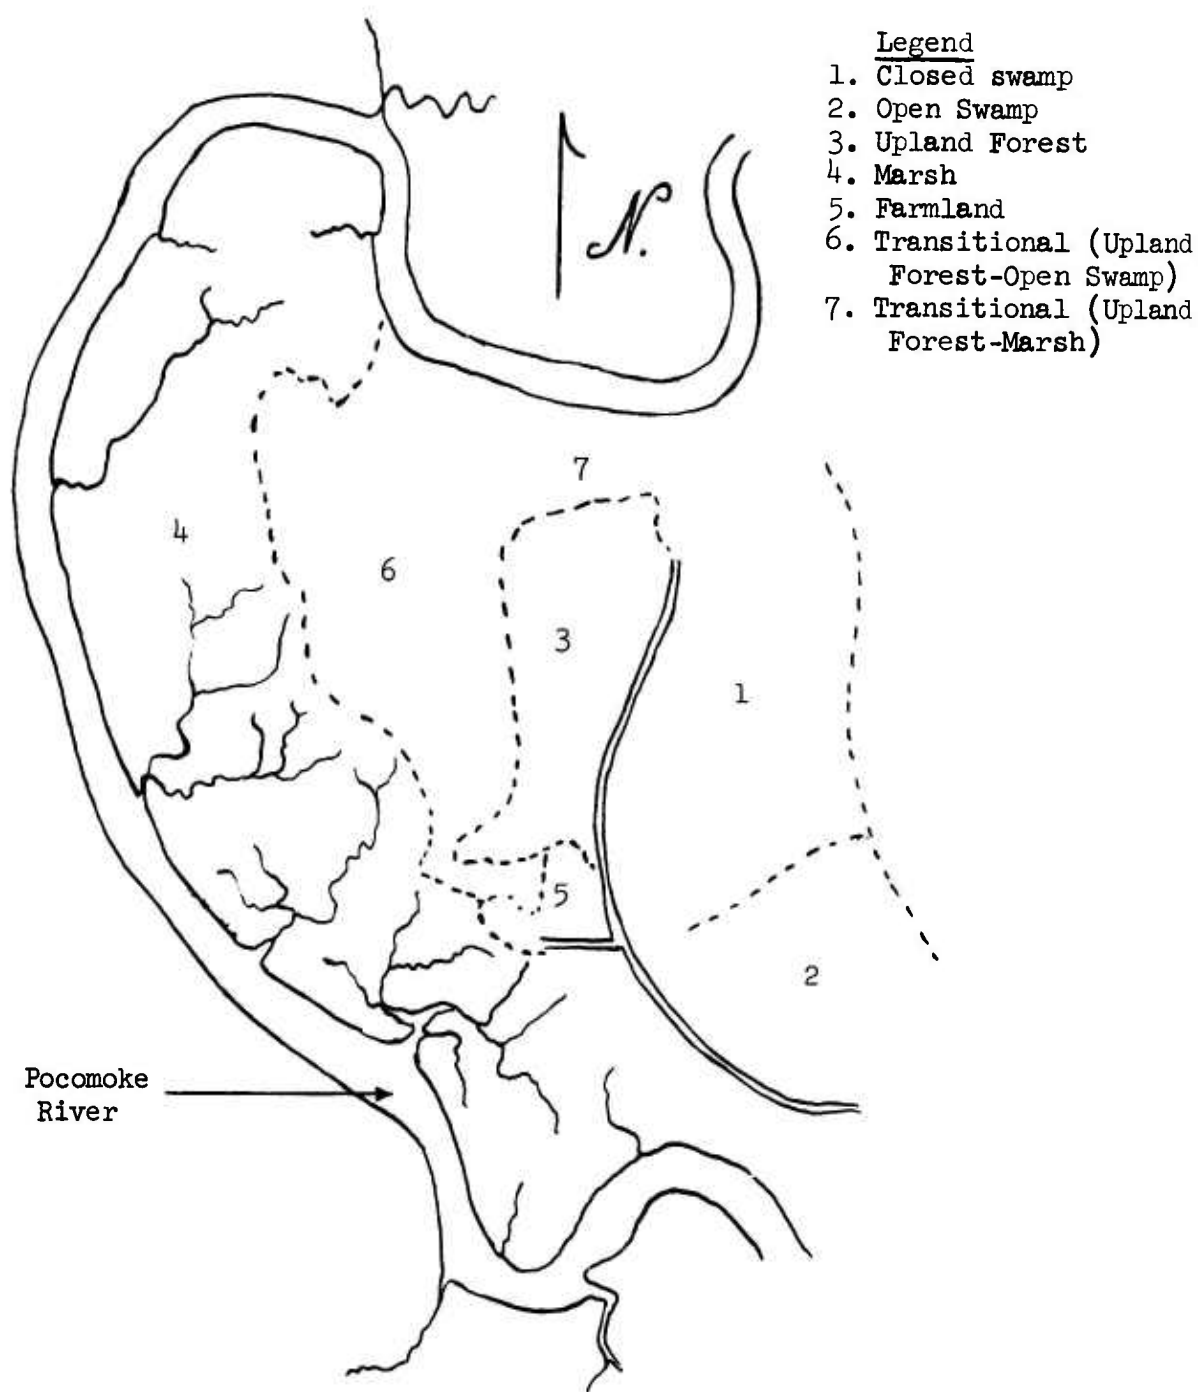 Legend
1. Closed swamp
2. Open Swamp
3. Upland Forest
4. Marsh
5. Farmland
6. Transitional (Upland
Forest-Open Swamp)
7. Transitional (Upland
Forest-Marsh)
N.
7
4
6
3
1
5
2
Pocomoke
River